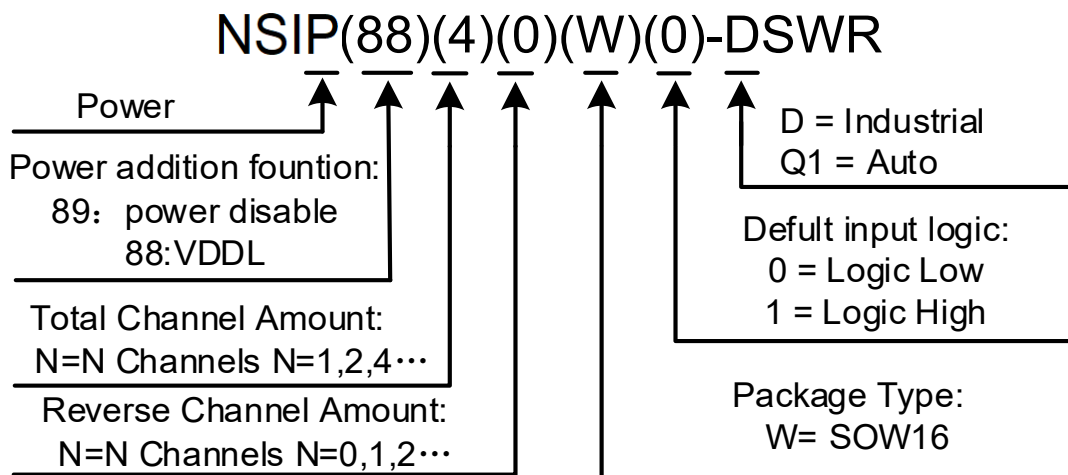 NSIP(88)(4)(0)(W)(0)-DSWR
Power
Power addition fountion:
89：power disable
88:VDDL
Total Channel Amount:
N=N Channels N=1,2,4⋯
Reverse Channel Amount:
N=N Channels N=0,1,2⋯
D = Industrial
Q1 = Auto
Defult input logic:
0 = Logic Low
1 = Logic High
Package Type:
W= SOW16